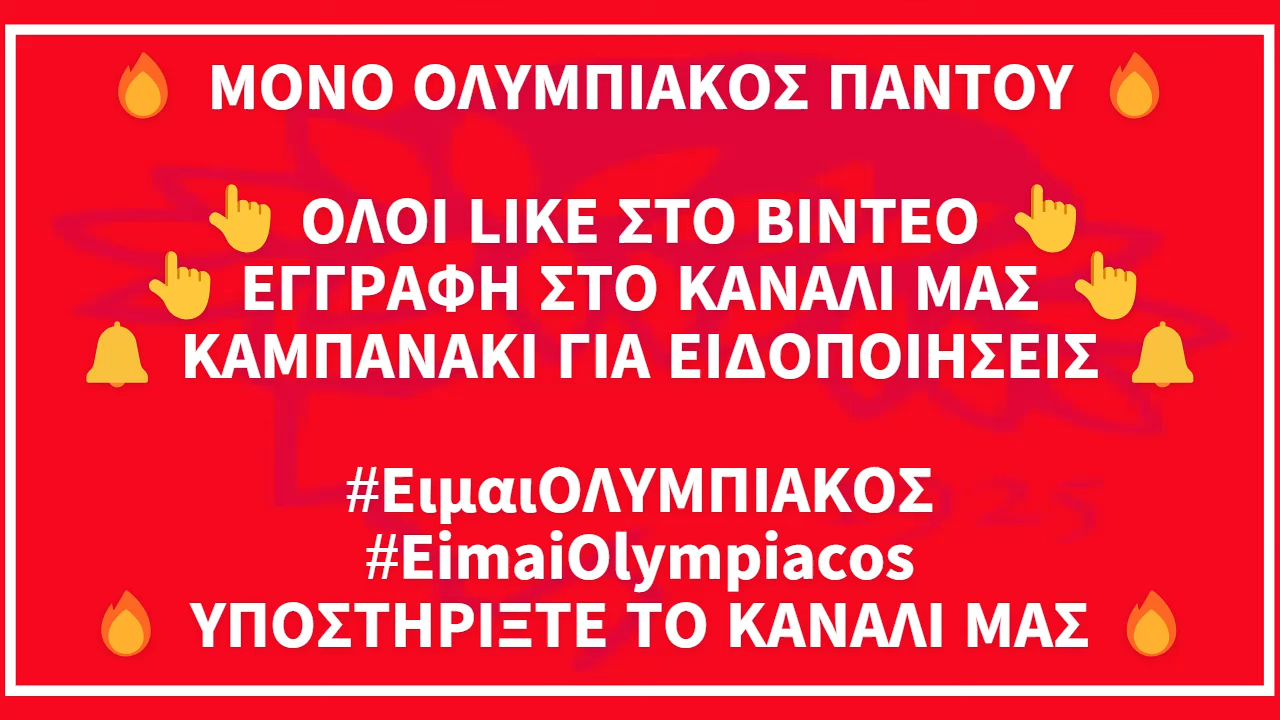 🔥 ΜΟΝΟ ΟΛΥΜΠΙΑΚΟΣ ΠΑΝΤΟΥ 🔥
👆 ΟΛΟΙ LIKE ΣΤΟ ΒΙΝΤΕΟ 👆
👆 ΕΓΓΡΑΦΗ ΣΤΟ ΚΑΝΑΛΙ ΜΑΣ 👆
🔔 ΚΑΜΠΑΝΑΚΙ ΓΙΑ ΕΙΔΟΠΟΙΗΣΕΙΣ 🔔
#ΕιμαιΟΛΥΜΠΙΑΚΟΣ
#EimaiOlympiacos
🔥 ΥΠΟΣΤΗΡΙΞΤΕ ΤΟ ΚΑΝΑΛΙ ΜΑΣ 🔥